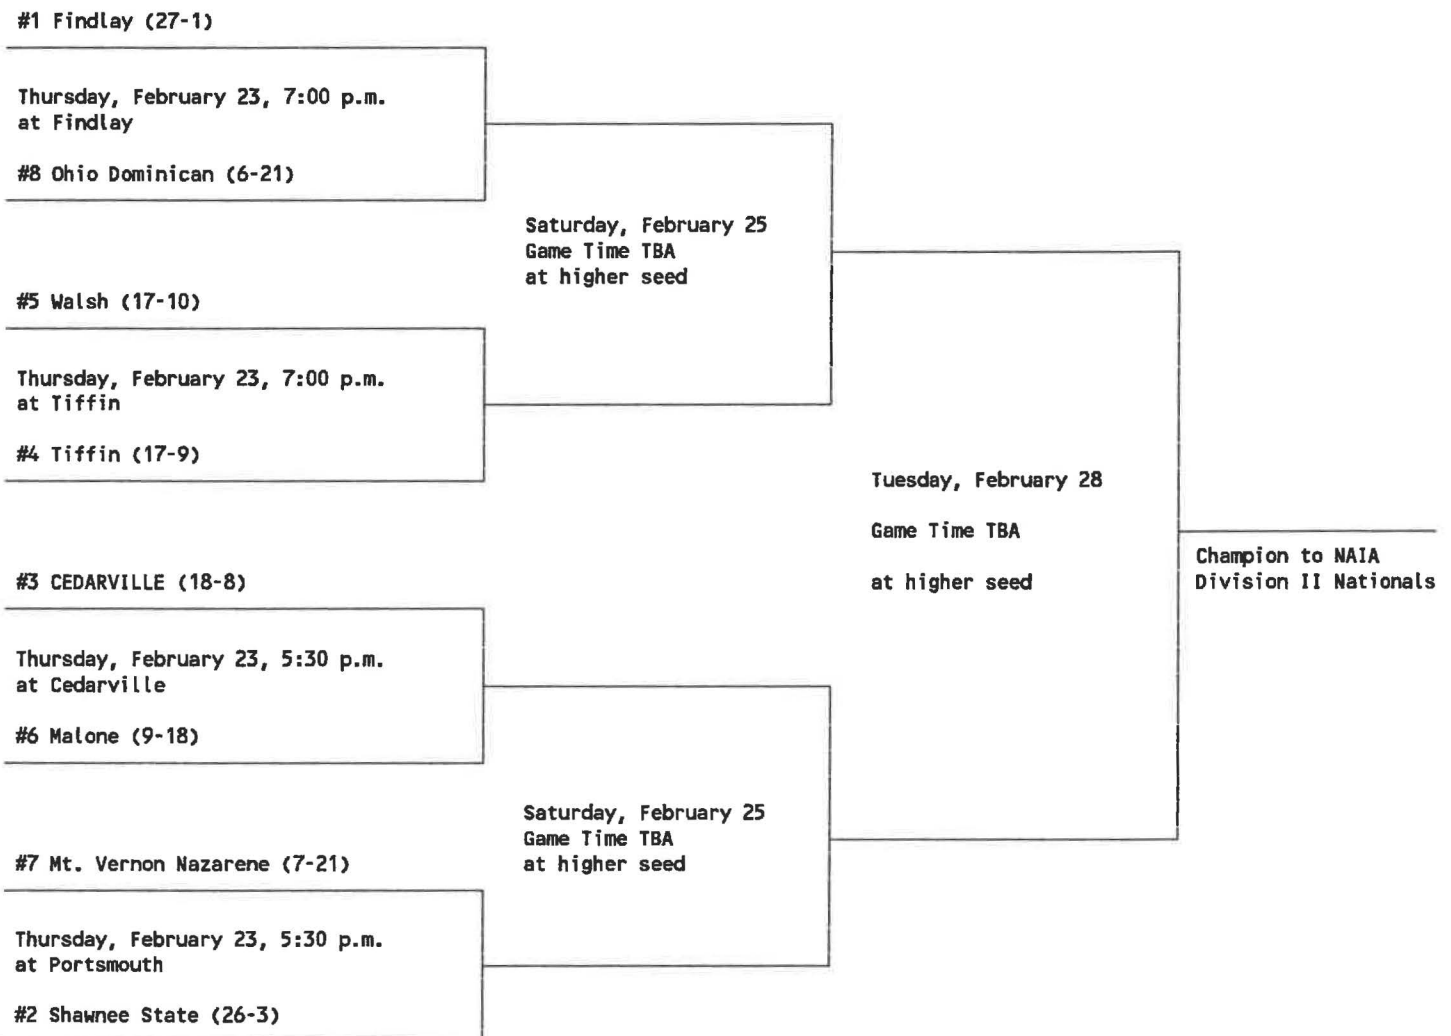 #1 Findlay (27-1)
Thursday, February 23, 7:00 p.m.
at Findlay
#8 Ohio Dominican (6-21)
Saturday, February 25
Game Time TBA
at higher seed
#5 Walsh (17-10)
Thursday, February 23, 7:00 p.m.
at Tiffin
#4 Tiffin (17-9)
Tuesday, February 28
Game Time TBA
at higher seed
Champion to NAIA
Division II Nationals
#3 CEDARVILLE (18-8)
Thursday, February 23, 5:30 p.m.
at Cedarville
#6 Malone (9-18)
Saturday, February 25
Game Time TBA
at higher seed
#7 Mt. Vernon Nazarene (7-21)
Thursday, February 23, 5:30 p.m.
at Portsmouth
#2 Shawnee State (26-3)